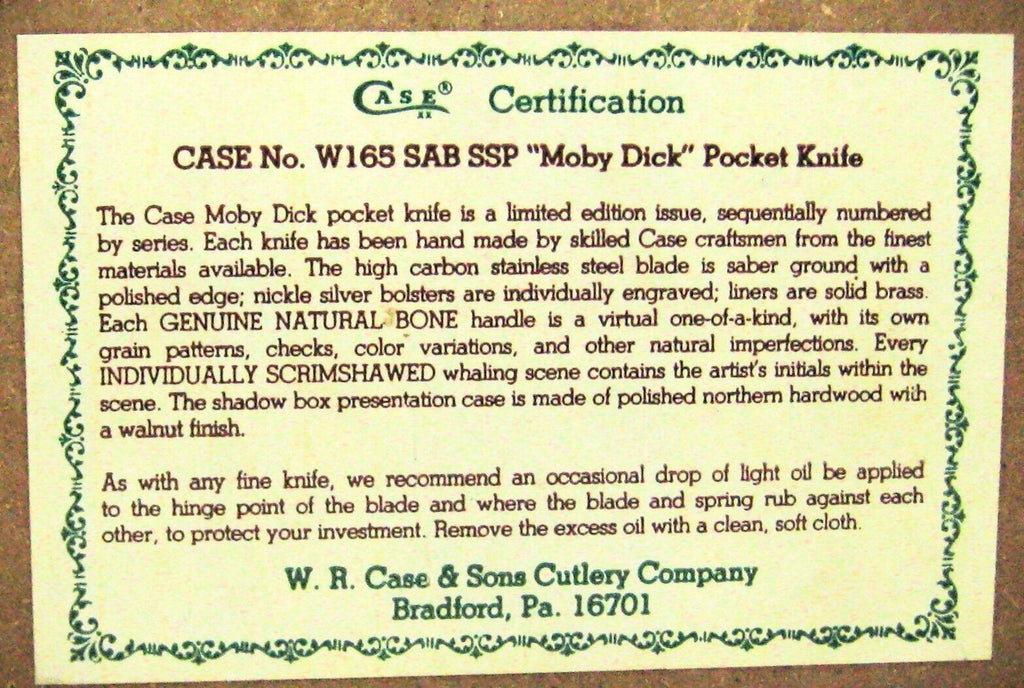 CASE® XX Certification
CASE No. W165 SAB SSP "Moby Dick" Pocket Knife
The Case Moby Dick pocket knife is a limited edition issue, sequentially numbered
by series. Each knife has been hand made by skilled Case craftsmen from the finest
materials available. The high carbon stainless steel blade is saber ground with a
polished edge; nickle silver bolsters are individually engraved; liners are solid brass.
Each GENUINE NATURAL BONE handle is a virtual one-of-a-kind, with its own
grain patterns, checks, color variations, and other natural imperfections. Every
INDIVIDUALLY SCRIMSHAWED whaling scene contains the artist's initials within the
scene. The shadow box presentation case is made of polished northern hardwood with
a walnut finish.
As with any fine knife, we recommend an occasional drop of light oil be applied
to the hinge point of the blade and where the blade and spring rub against each
other, to protect your investment. Remove the excess oil with a clean, soft cloth.
W. R. Case & Sons Cutlery Company
Bradford, Pa. 16701